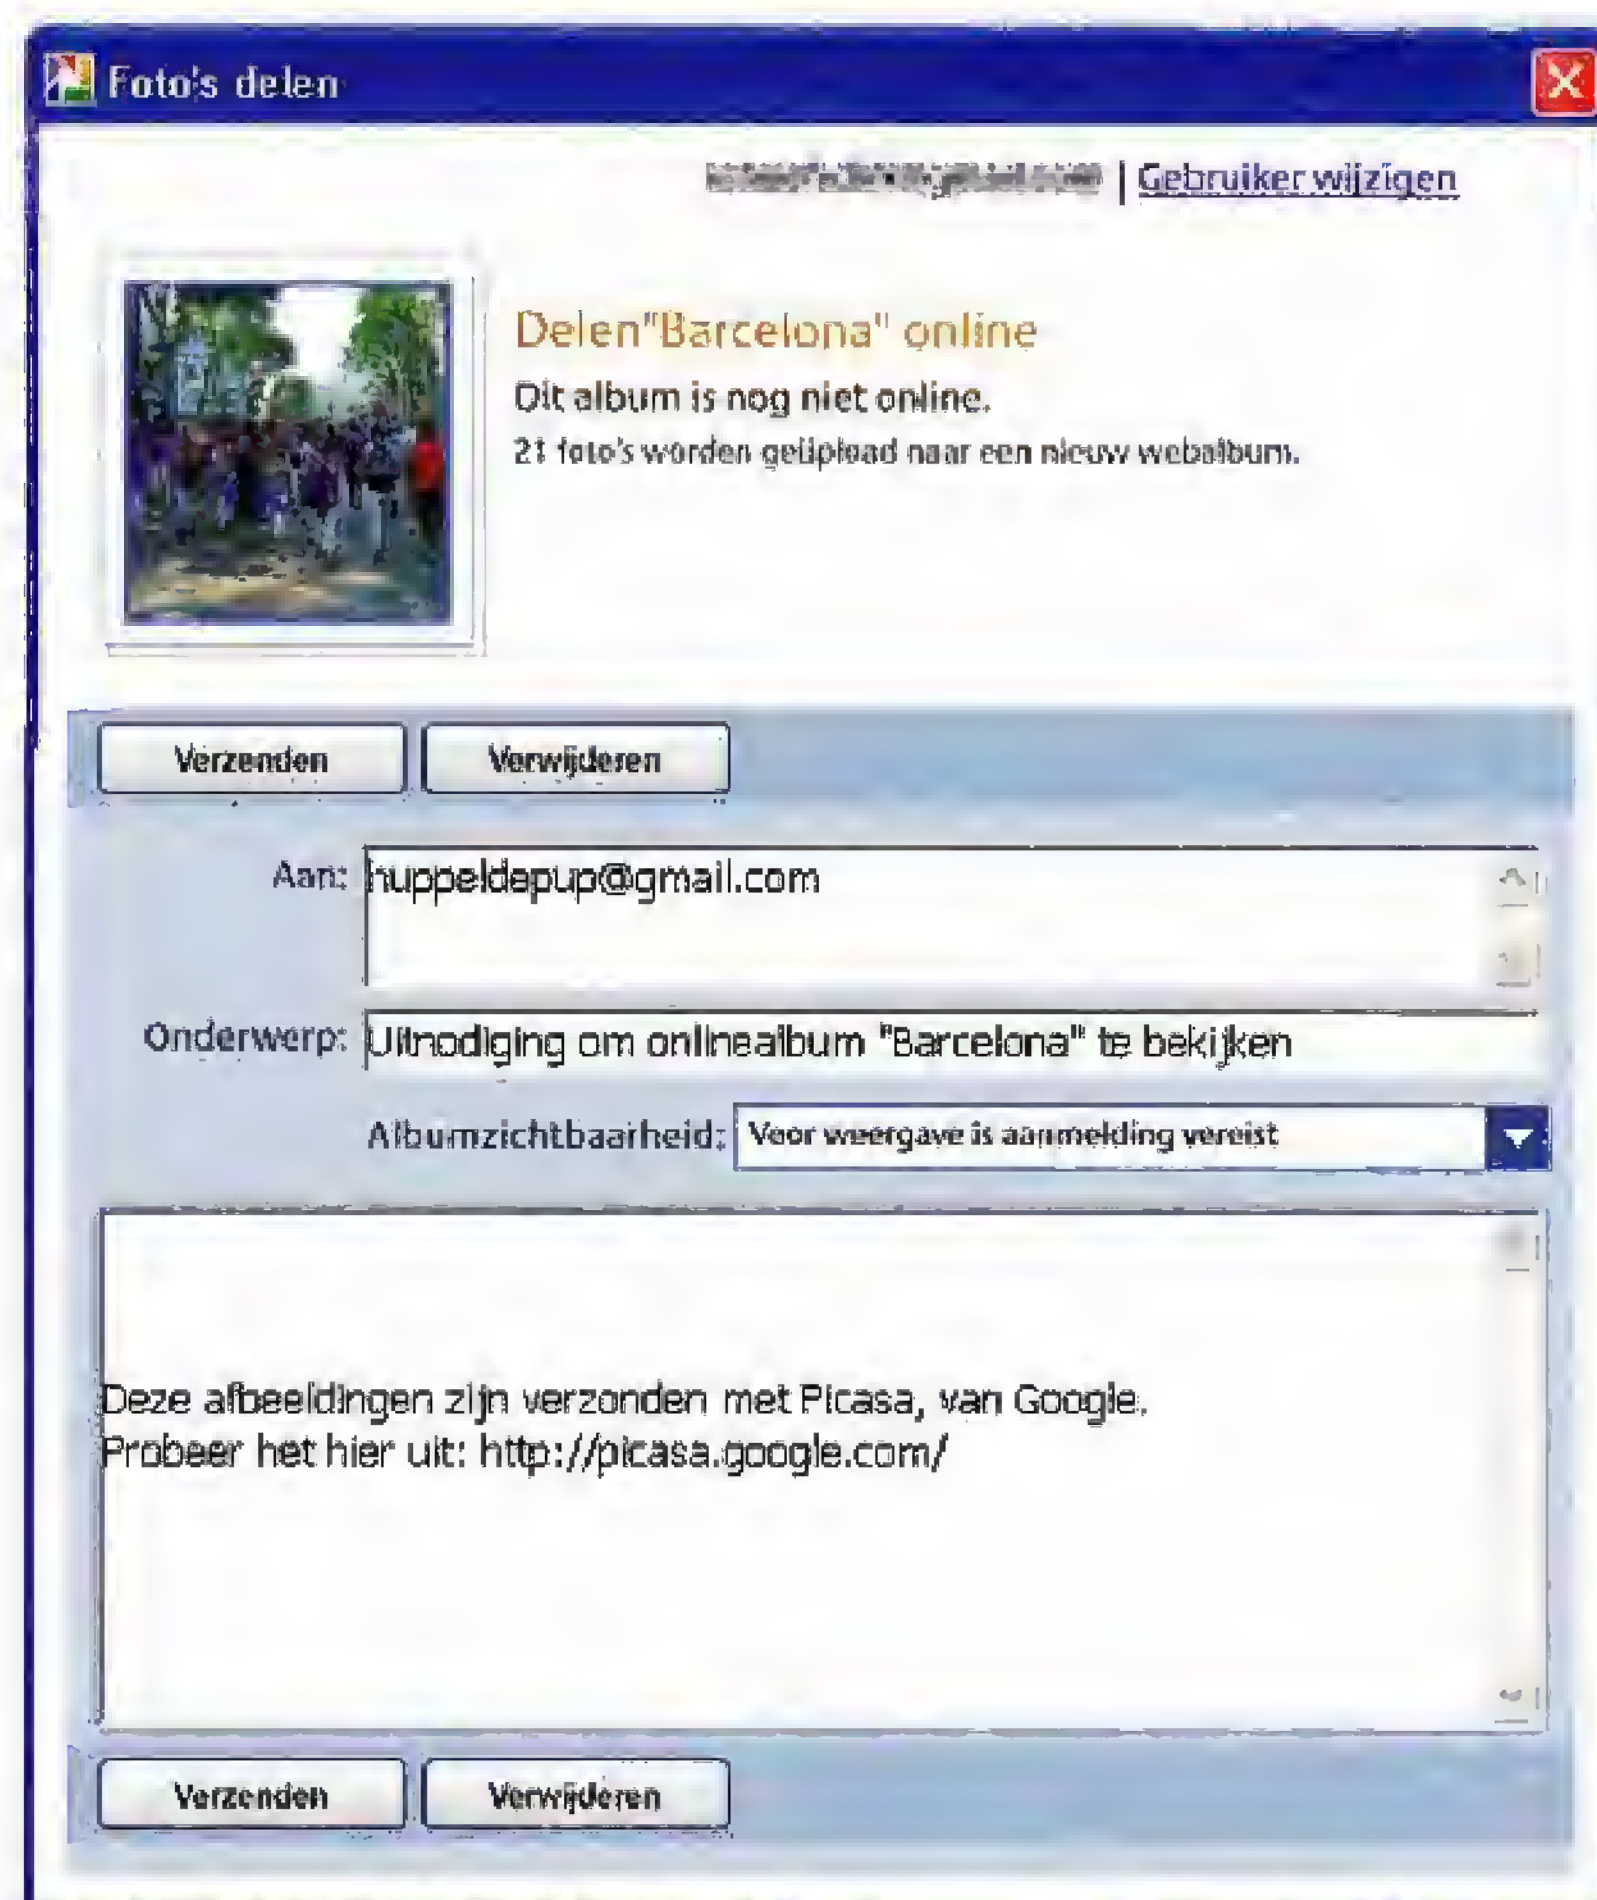 Foto's delen
| Gebruiker wijzigen
Delen"Barcelona" online
Dit album is nog niet online.
21 foto's worden geüpload naar een nieuw webalbum.
Verzenden Verwijderen
Aan: huppeldepup@gmail.com
Onderwerp: Uitnodiging om onlinealbum "Barcelona" te bekijken
Albumzichtbaarheid: Voor weergave is aanmelding vereist
Deze afbeeldingen zijn verzonden met Picasa, van Google.
Probeer het hier uit: http://picasa.google.com/
Verzenden Verwijderen